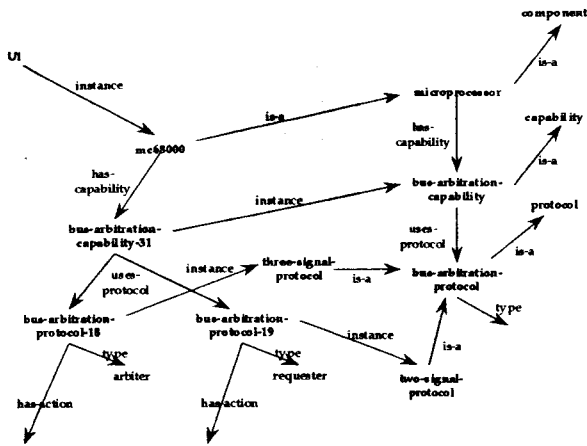 component
U1
instance
is-a
microprocessor
is-a
mc68000
has-
capability
capability
has-
capability
is-a
instance
bus-arbitration-
capability
bus-arbitration-
capability-31
uses-
protocol
protocol
instance
three-signal-
protocol
is-a
uses-
protocol
is-a
bus-arbitration-
protocol
bus-arbitration-
protocol-18
bus-arbitration-
protocol-19
instance
type
is-a
type
arbiter
type
requester
two-signal-
protocol
has-action
has-action